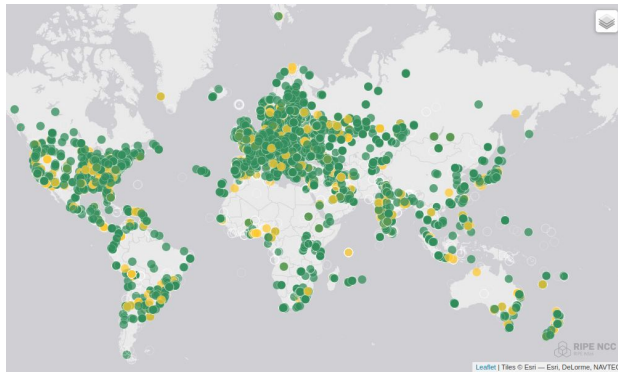 RIPE NCC
Leaflet | Tiles © Esri — Esri, DeLorme, NAVTEQ